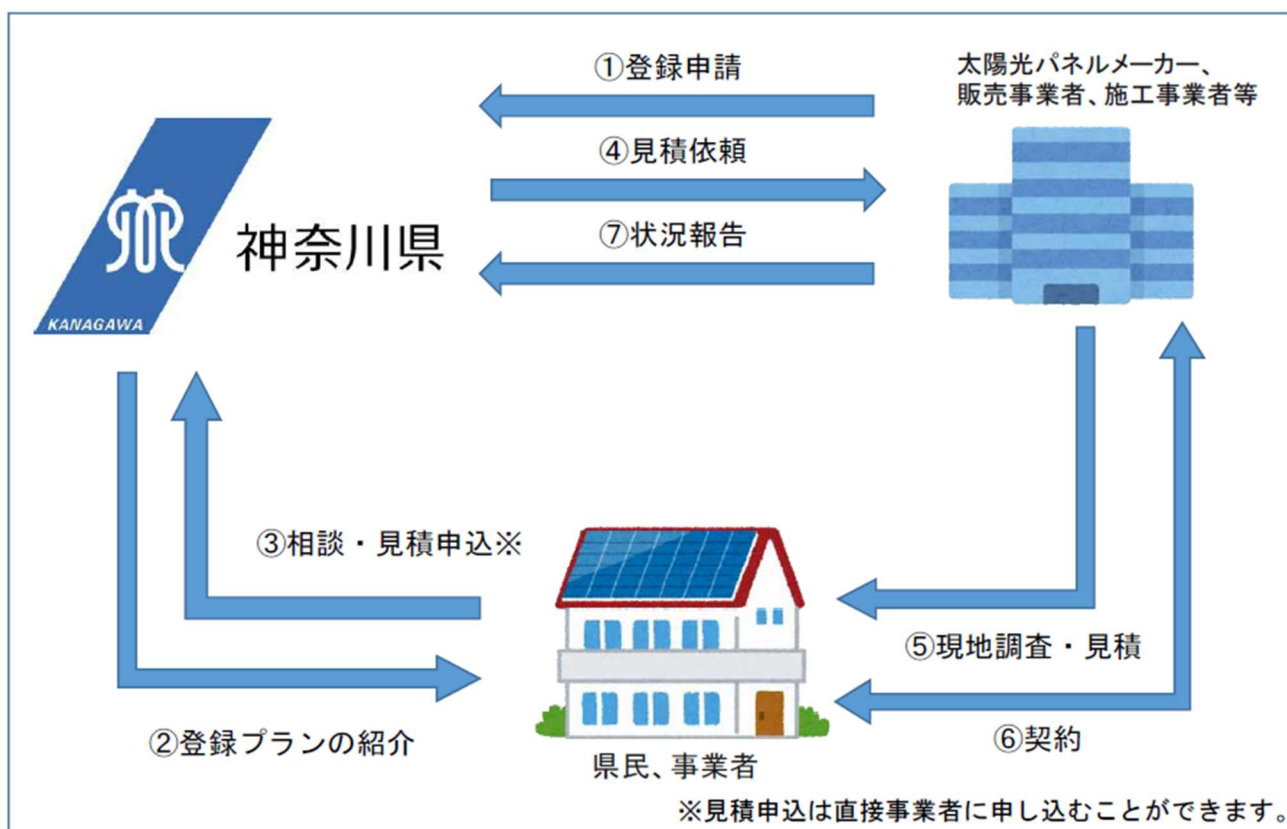 ①登録申請
太陽光パネルメーカー、
販売事業者、施工事業者等
④見積依頼
⑦状況報告
神奈川県
KANAGAWA
③相談・見積申込※
⑤現地調査・見積
②登録プランの紹介
⑥契約
県民、事業者
※見積申込は直接事業者に申し込むことができます。